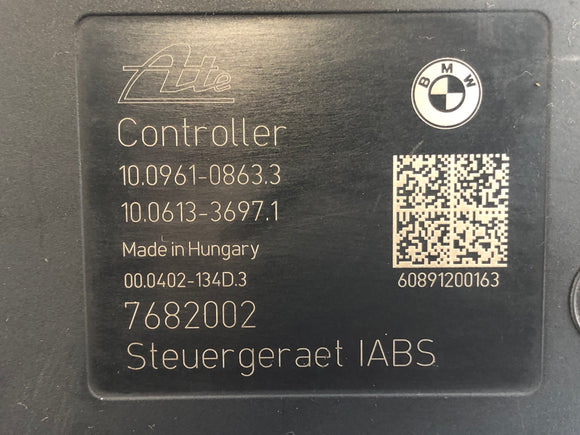 Ate
BMW
Controller
10.0961-0863.3
10.0613-3697.1
Made in Hungary
00.0402-134D.3
60891200163
7682002
Steuergeraet IABS